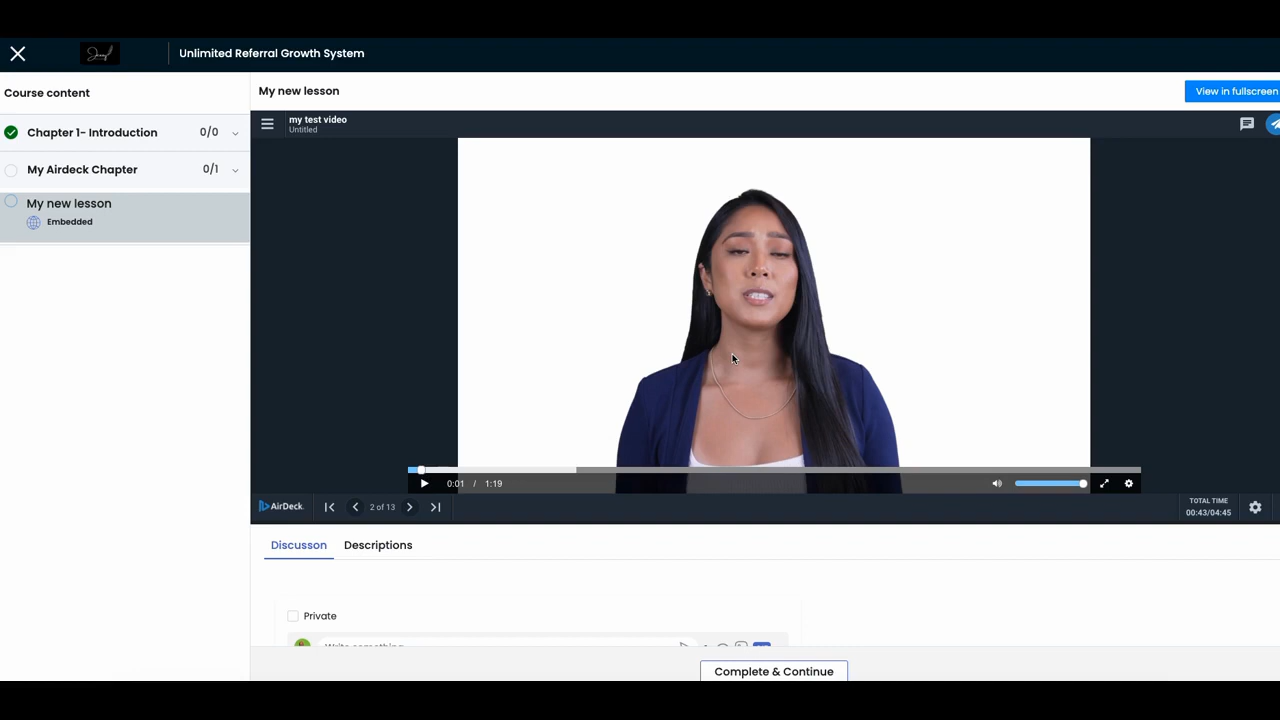 Unlimited Referral Growth System
Course content
My new lesson
View in fullscreen
Chapter 1- Introduction 0/0
My Airdeck Chapter 0/1
My new lesson
Embedded
my test video
Untitled
0:01 / 1:19
AirDeck
2 of 13
TOTAL TIME
00:43/04:45
Discusson Descriptions
Private
Write something
Complete & Continue